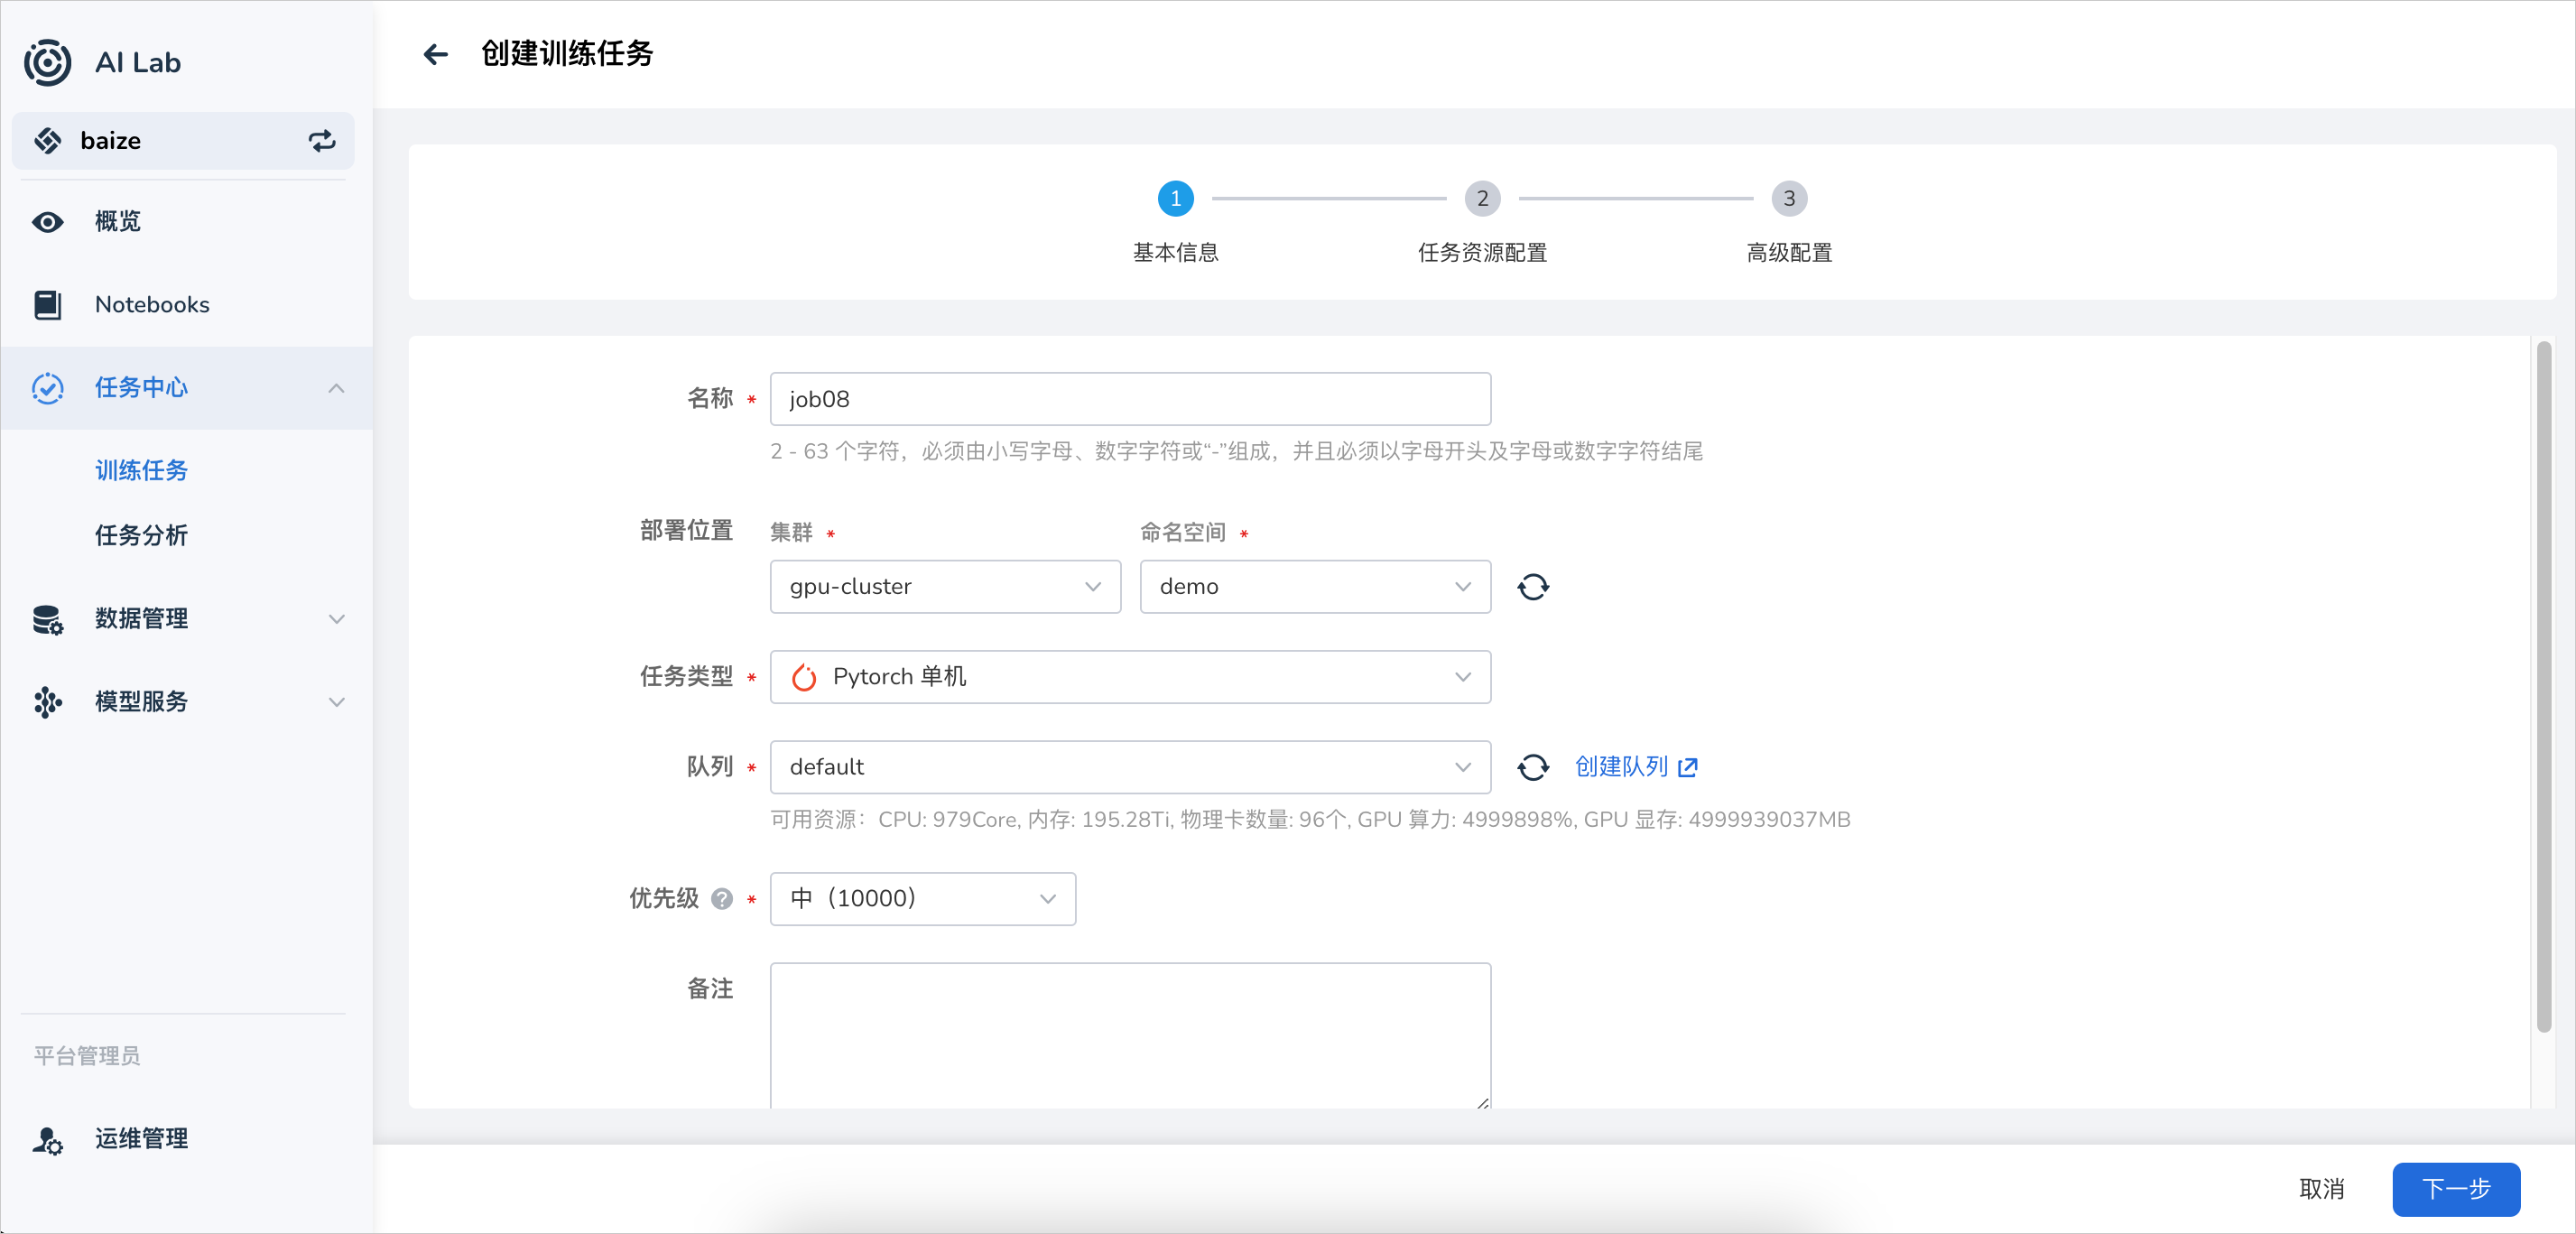 AI Lab
baize
概览
Notebooks
任务中心
训练任务
任务分析
数据管理
模型服务
平台管理员
运维管理
创建训练任务
1
2
3
基本信息
任务资源配置
高级配置
名称 *
job08
2 - 63 个字符，必须由小写字母、数字字符或“-”组成，并且必须以字母开头及字母或数字字符结尾
部署位置
集群 *
命名空间 *
gpu-cluster
demo
任务类型 *
Pytorch 单机
队列 *
default
创建队列
可用资源：CPU: 979Core, 内存: 195.28Ti, 物理卡数量: 96个, GPU 算力: 4999898%, GPU 显存: 4999939037MB
优先级 ? *
中（10000）
备注
取消
下一步